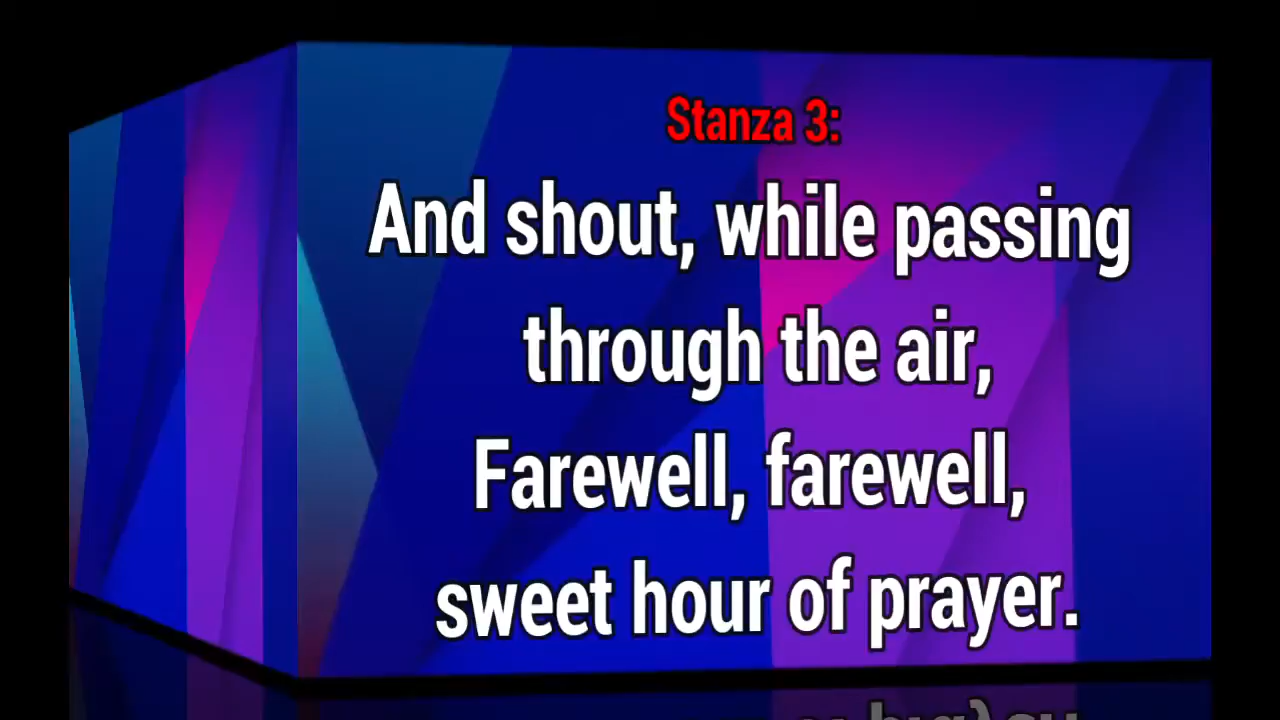 Stanza 3:
And shout, while passing
through the air,
Farewell, farewell,
sweet hour of prayer.